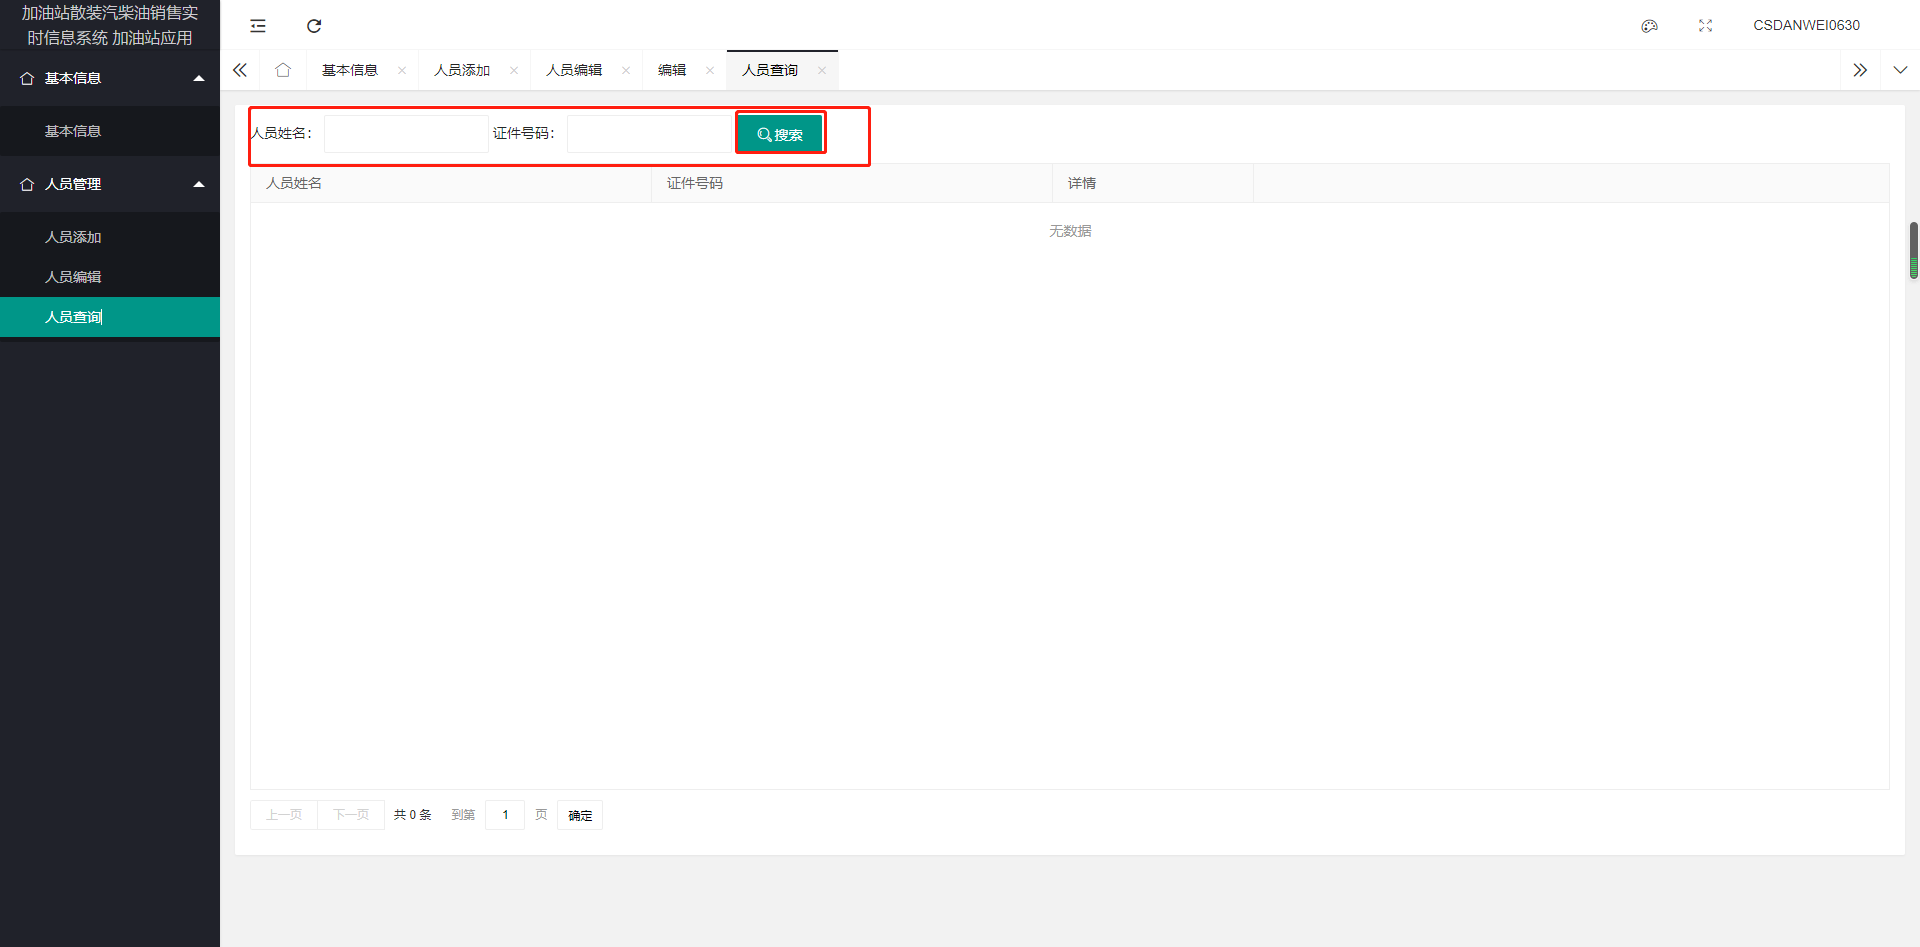 加油站散装汽柴油销售实
时信息系统 加油站应用
CSDANWEI0630
基本信息
人员添加
人员编辑
编辑
人员查询
基本信息
基本信息
人员管理
人员添加
人员编辑
人员查询
人员姓名：
证件号码：
搜索
人员姓名
证件号码
详情
无数据
上一页
下一页
共 0 条
到第
1
页
确定